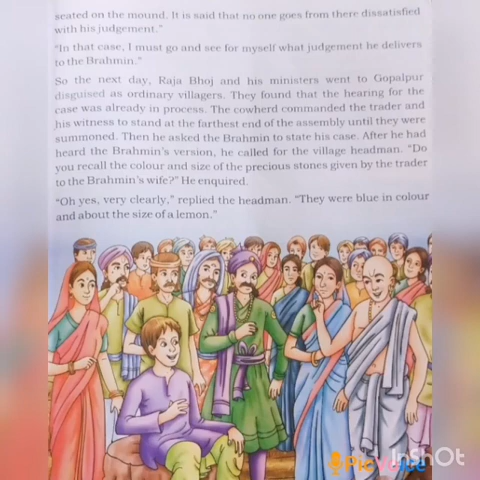 seated on the mound. It is said that no one goes from there dissatisfied
with his judgement."
"In that case, I must go and see for myself what judgement he delivers
to the Brahmin."
So the next day, Raja Bhoj and his ministers went to Gopalpur
disguised as ordinary villagers. They found that the hearing for the
case was already in process. The cowherd commanded the trader and
his witness to stand at the farthest end of the assembly until they were
summoned. Then he asked the Brahmin to state his case. After he had
heard the Brahmin's version, he called for the village headman. "Do
you recall the colour and size of the precious stones given by the trader
to the Brahmin's wife?" He enquired.
"Oh yes, very clearly," replied the headman. "They were blue in colour
and about the size of a lemon."
InShOt